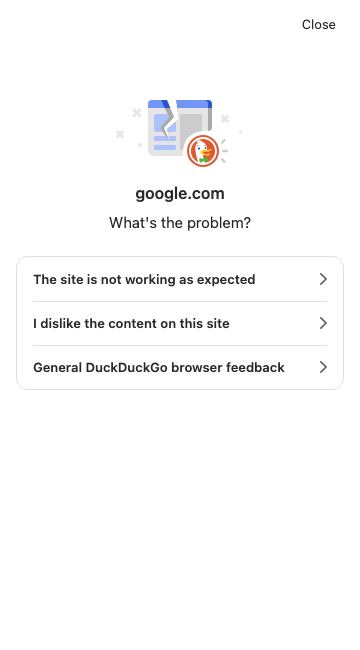 Close
google.com
What's the problem?
The site is not working as expected
I dislike the content on this site
General DuckDuckGo browser feedback